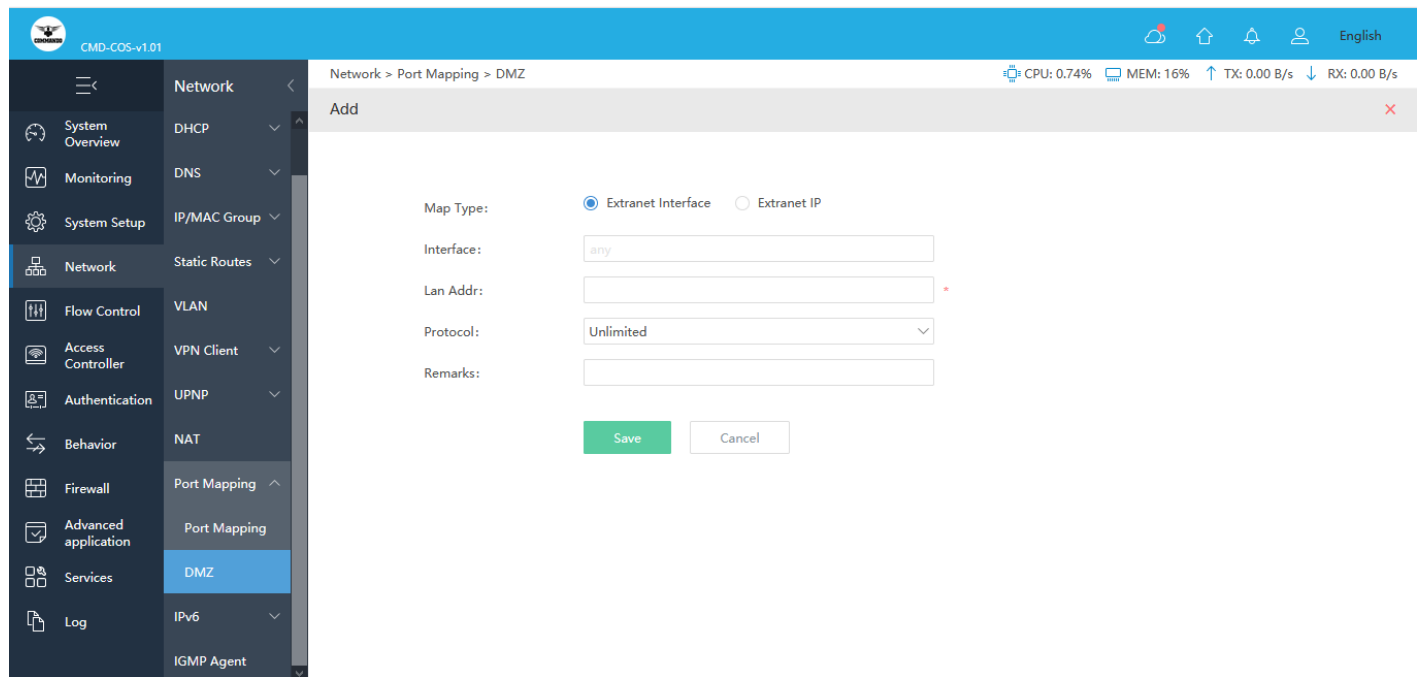 COMMANDO
CMD-COS-v1.01
English
Network
Network > Port Mapping > DMZ
CPU: 0.74% MEM: 16% TX: 0.00 B/s RX: 0.00 B/s
Add
System
Overview
Monitoring
System Setup
Network
Flow Control
Access
Controller
Authentication
Behavior
Firewall
Advanced
application
Services
Log
DHCP
DNS
IP/MAC Group
Static Routes
VLAN
VPN Client
UPNP
NAT
Port Mapping
Port Mapping
DMZ
IPv6
IGMP Agent
Map Type: Extranet Interface Extranet IP
Interface: any
Lan Addr: *
Protocol: Unlimited
Remarks:
Save Cancel